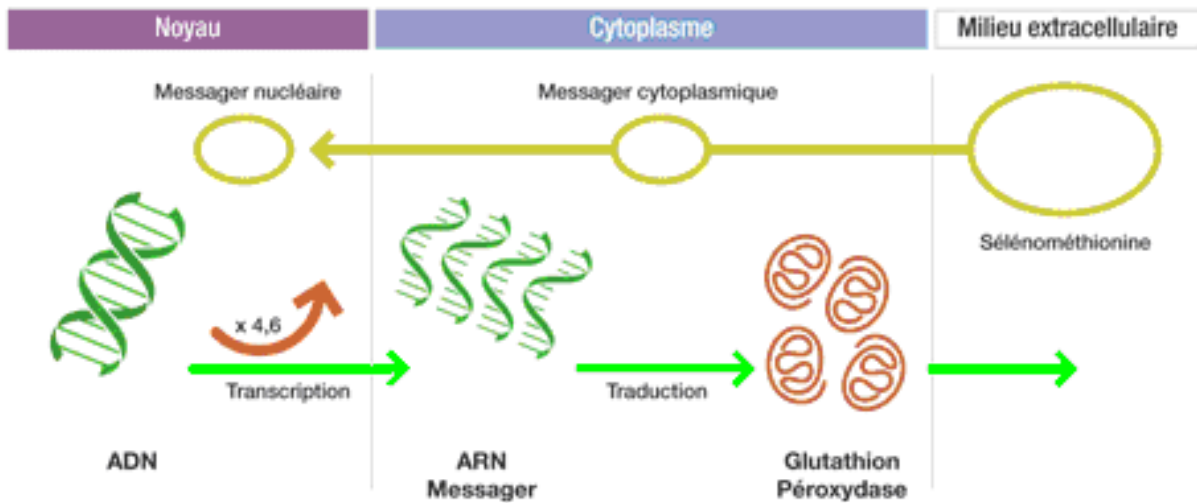 Noyau
Cytoplasme
Milieu extracellulaire
Messager nucléaire
Messager cytoplasmique
Sélénométhionine
x 4,6
Transcription
Traduction
ADN
ARN
Messager
Glutathion
Péroxydase